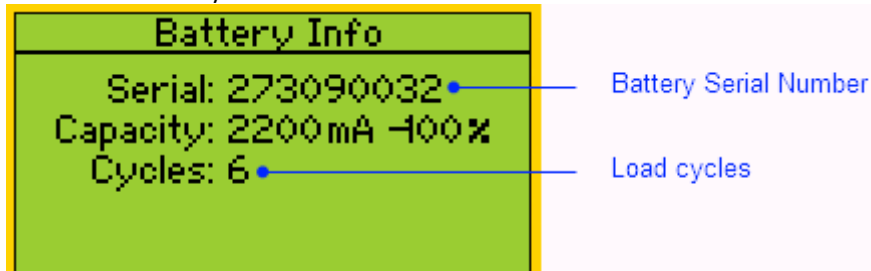 Battery Info
Serial: 273090032
Battery Serial Number
Capacity: 2200mA 100%
Cycles: 6
Load cycles